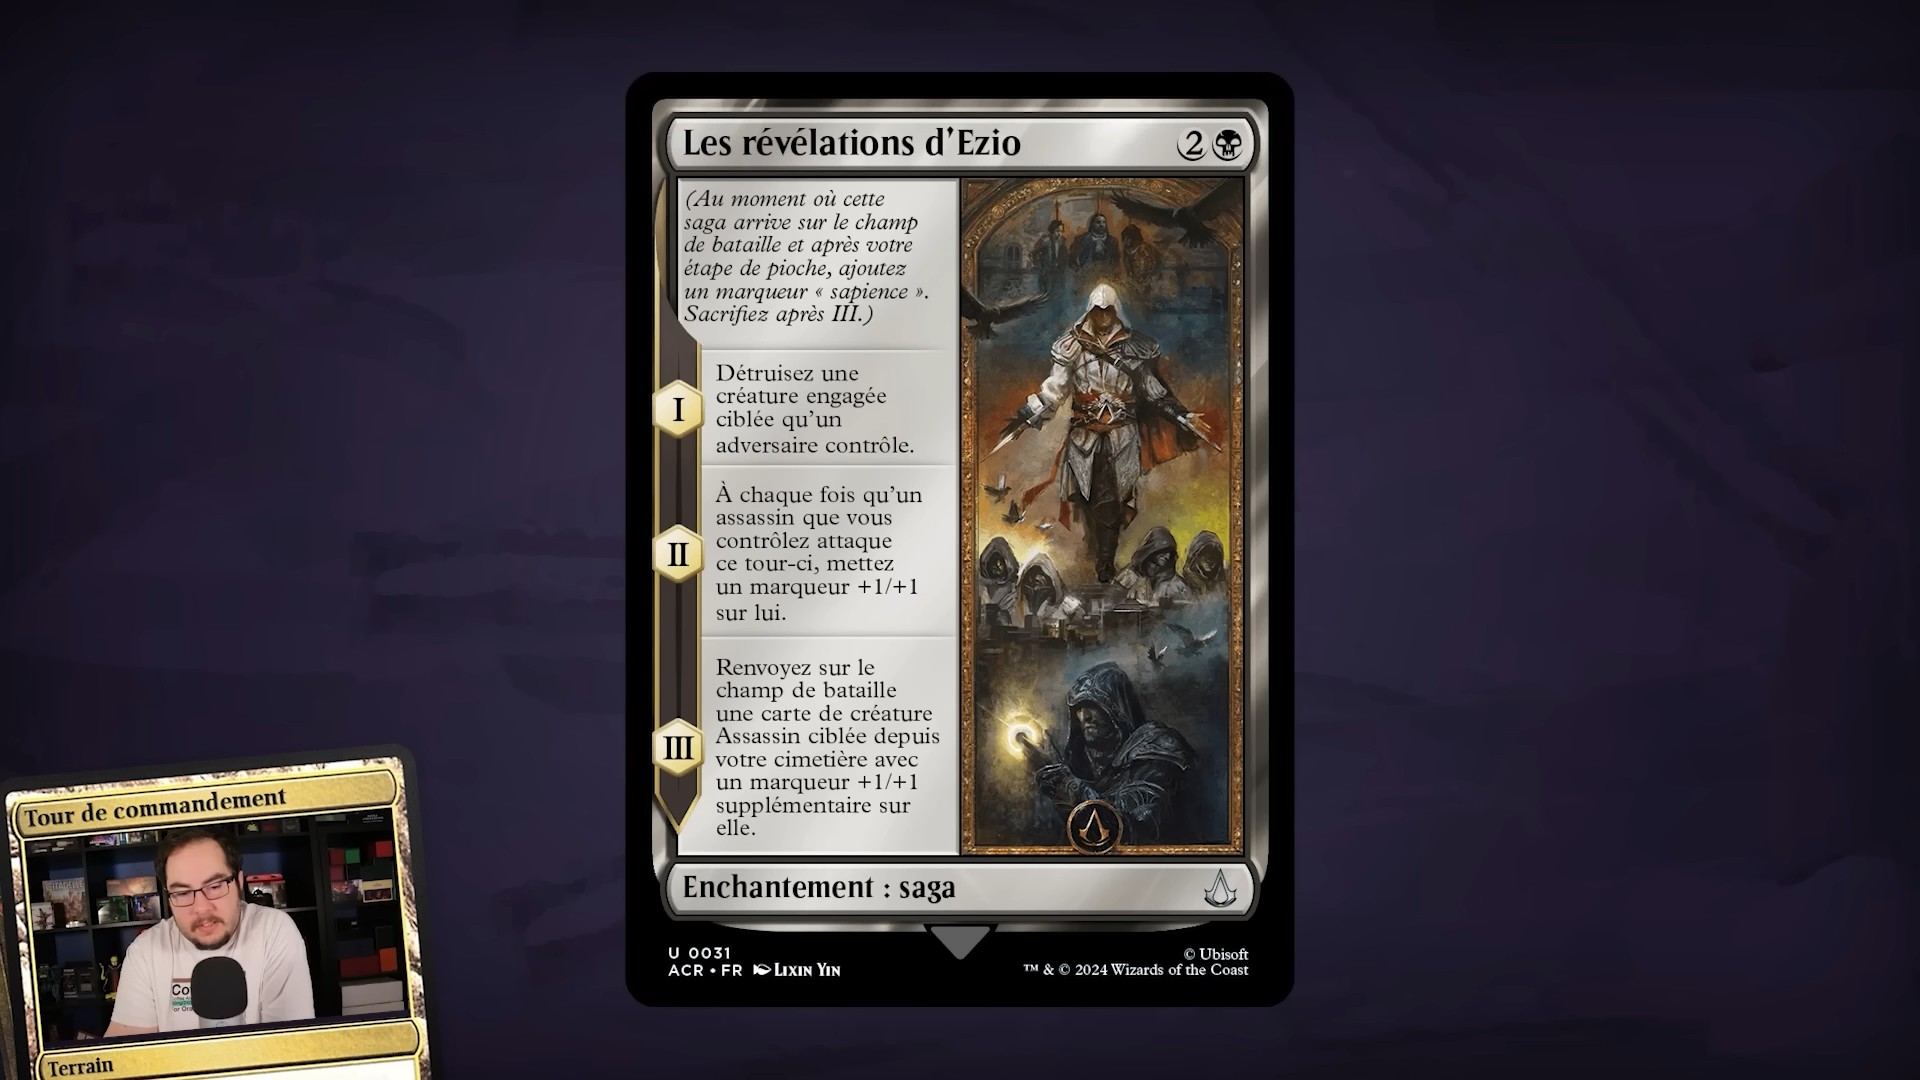 Les révélations d'Ezio
2
(Au moment où cette
saga arrive sur le champ
de bataille et après votre
étape de pioche, ajoutez
un marqueur « sapience ».
Sacrifiez après III.)
I
Détruisez une
créature engagée
ciblée qu’un
adversaire contrôle.
II
À chaque fois qu’un
assassin que vous
contrôlez attaque
ce tour-ci, mettez
un marqueur +1/+1
sur lui.
III
Renvoyez sur le
champ de bataille
une carte de créature
Assassin ciblée depuis
votre cimetière avec
un marqueur +1/+1
supplémentaire sur
elle.
Enchantement : saga
U 0031
ACR • FR Lixin Yin
© Ubisoft
™ & © 2024 Wizards of the Coast
Tour de commandement
CITADELLE
Terrain